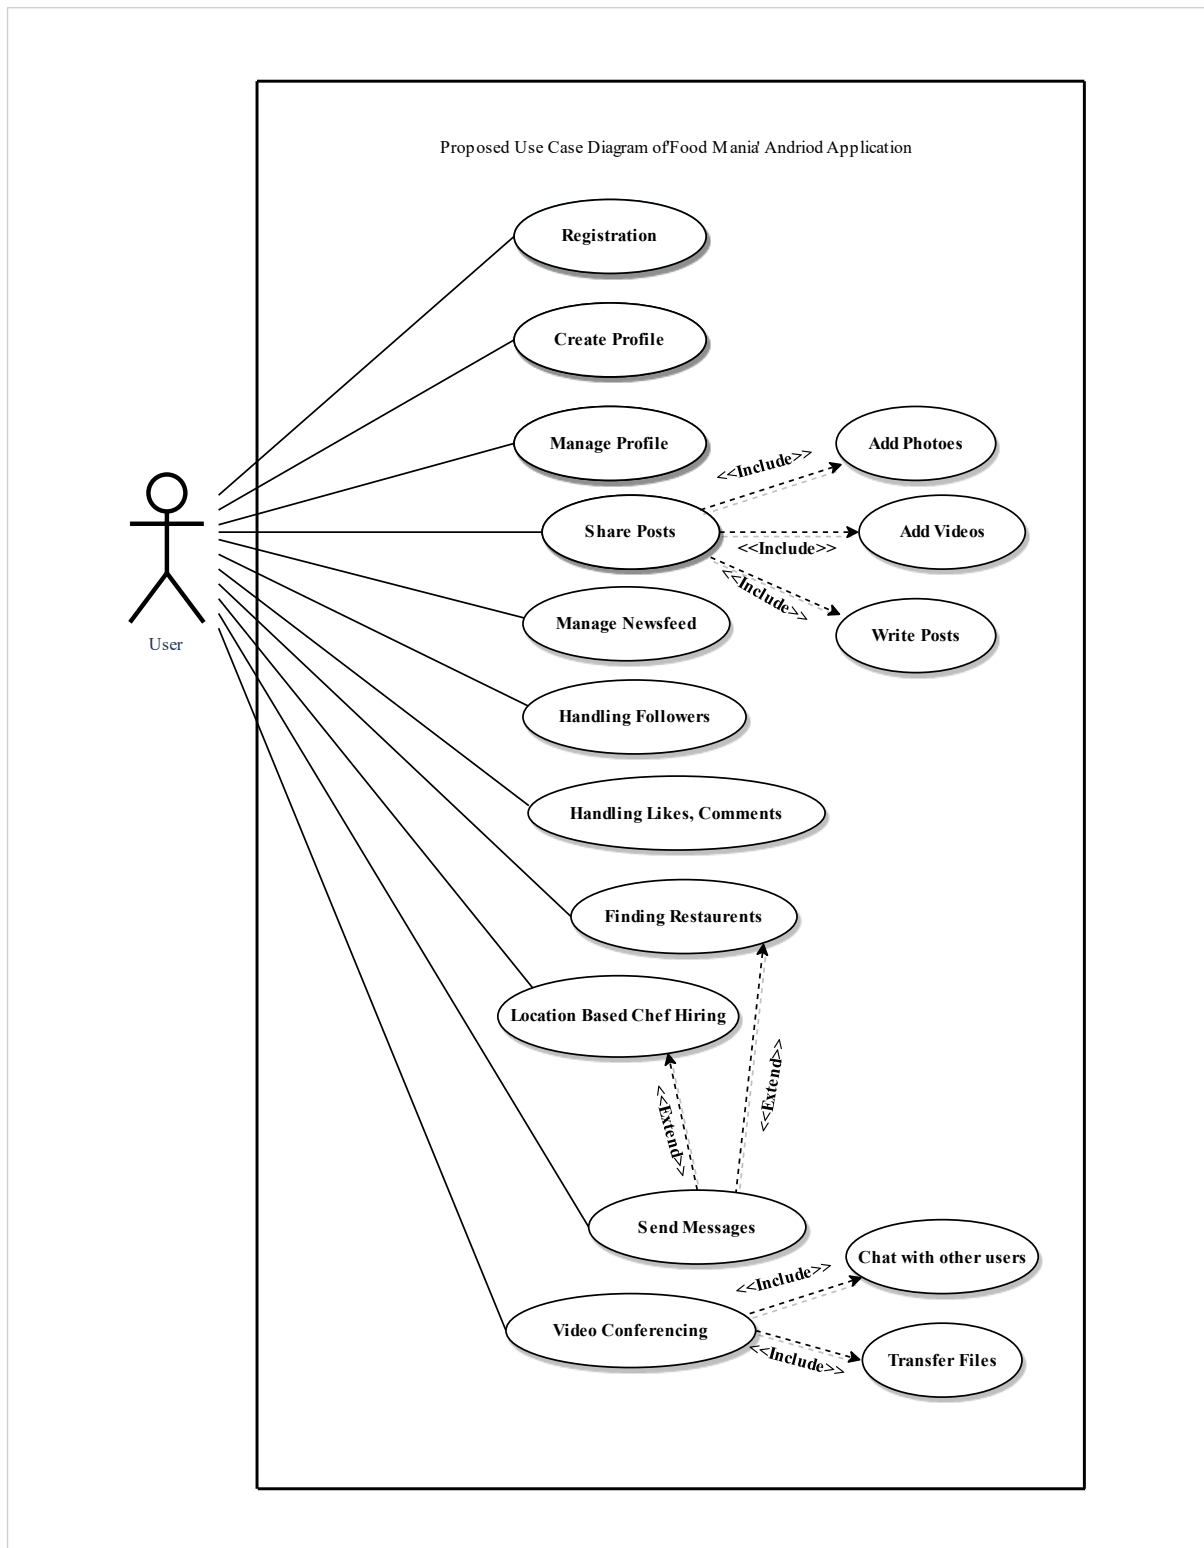 Proposed Use Case Diagram of'Food Mania' Andriod Application
Registration
Create Profile
Manage Profile
Add Photoes
<<Include>>
Share Posts
Add Videos
<<Include>>
<<Include>>
Write Posts
Manage Newsfeed
User
Handling Followers
Handling Likes, Comments
Finding Restaurents
Location Based Chef Hiring
<<Extend>>
<<Extend>>
Send Messages
Chat with other users
<<Include>>
Video Conferencing
<<Include>>
Transfer Files